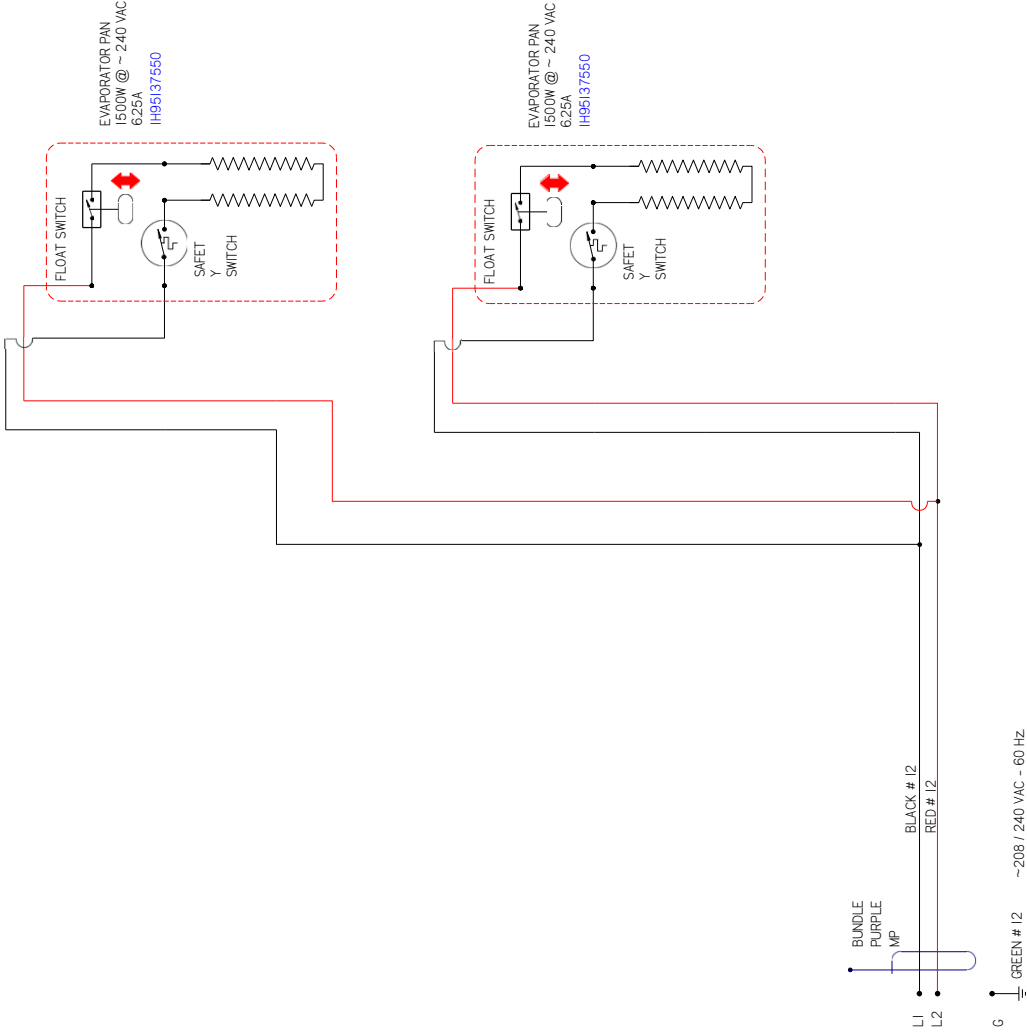 EVAPORATOR PAN
1500W @ ~ 240 VAC
6.25A
1H95137550
FLOAT SWITCH
SAFET
Y
SWITCH
EVAPORATOR PAN
1500W @ ~ 240 VAC
6.25A
1H95137550
FLOAT SWITCH
SAFET
Y
SWITCH
BLACK # 12
RED # 12
BUNDLE
PURPLE
MP
L1
L2
G
GREEN # 12
~208 / 240 VAC - 60 HZ